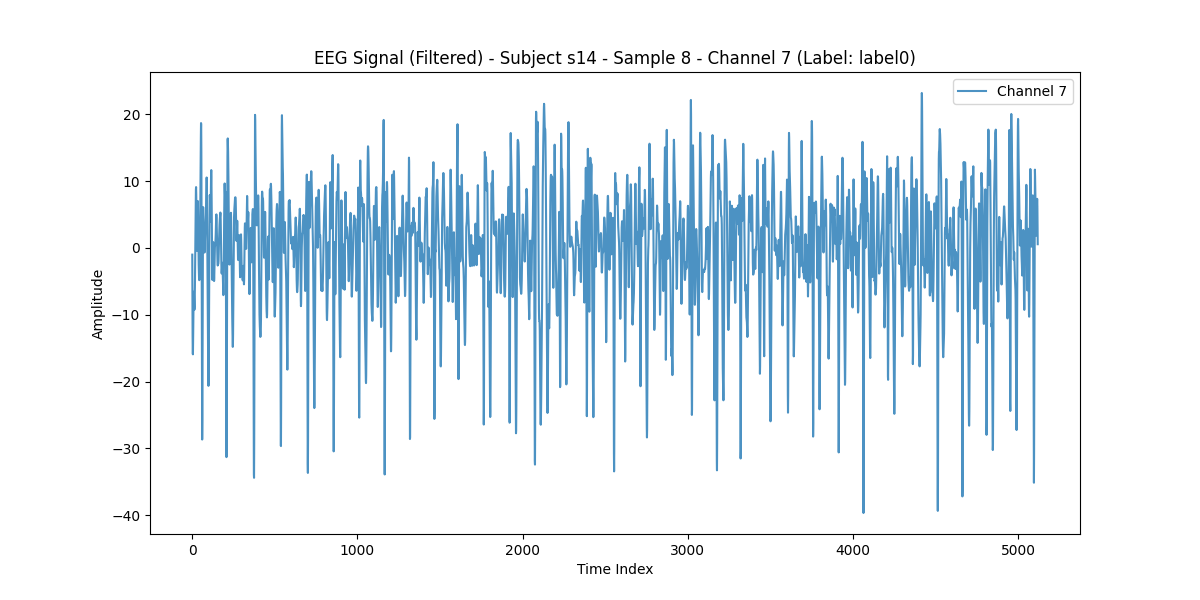 EEG Signal (Filtered) - Subject s14 - Sample 8 - Channel 7 (Label: label0)
Channel 7
20
10
0
−10
−20
−30
−40
Amplitude
0 1000 2000 3000 4000 5000
Time Index